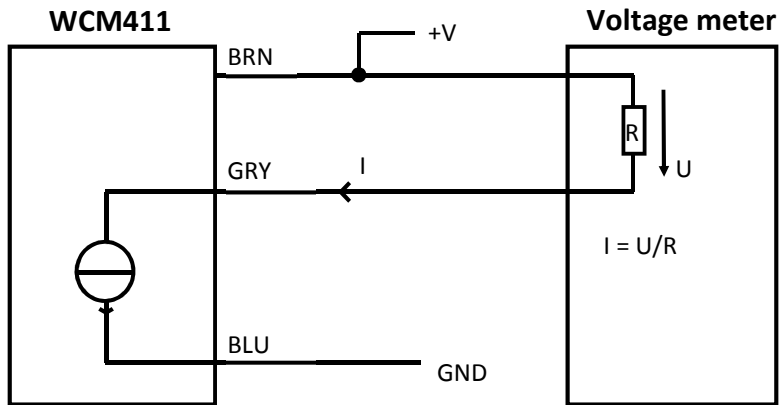 WCM411
Voltage meter
+V
BRN
R
GRY
I
U
I = U/R
BLU
GND